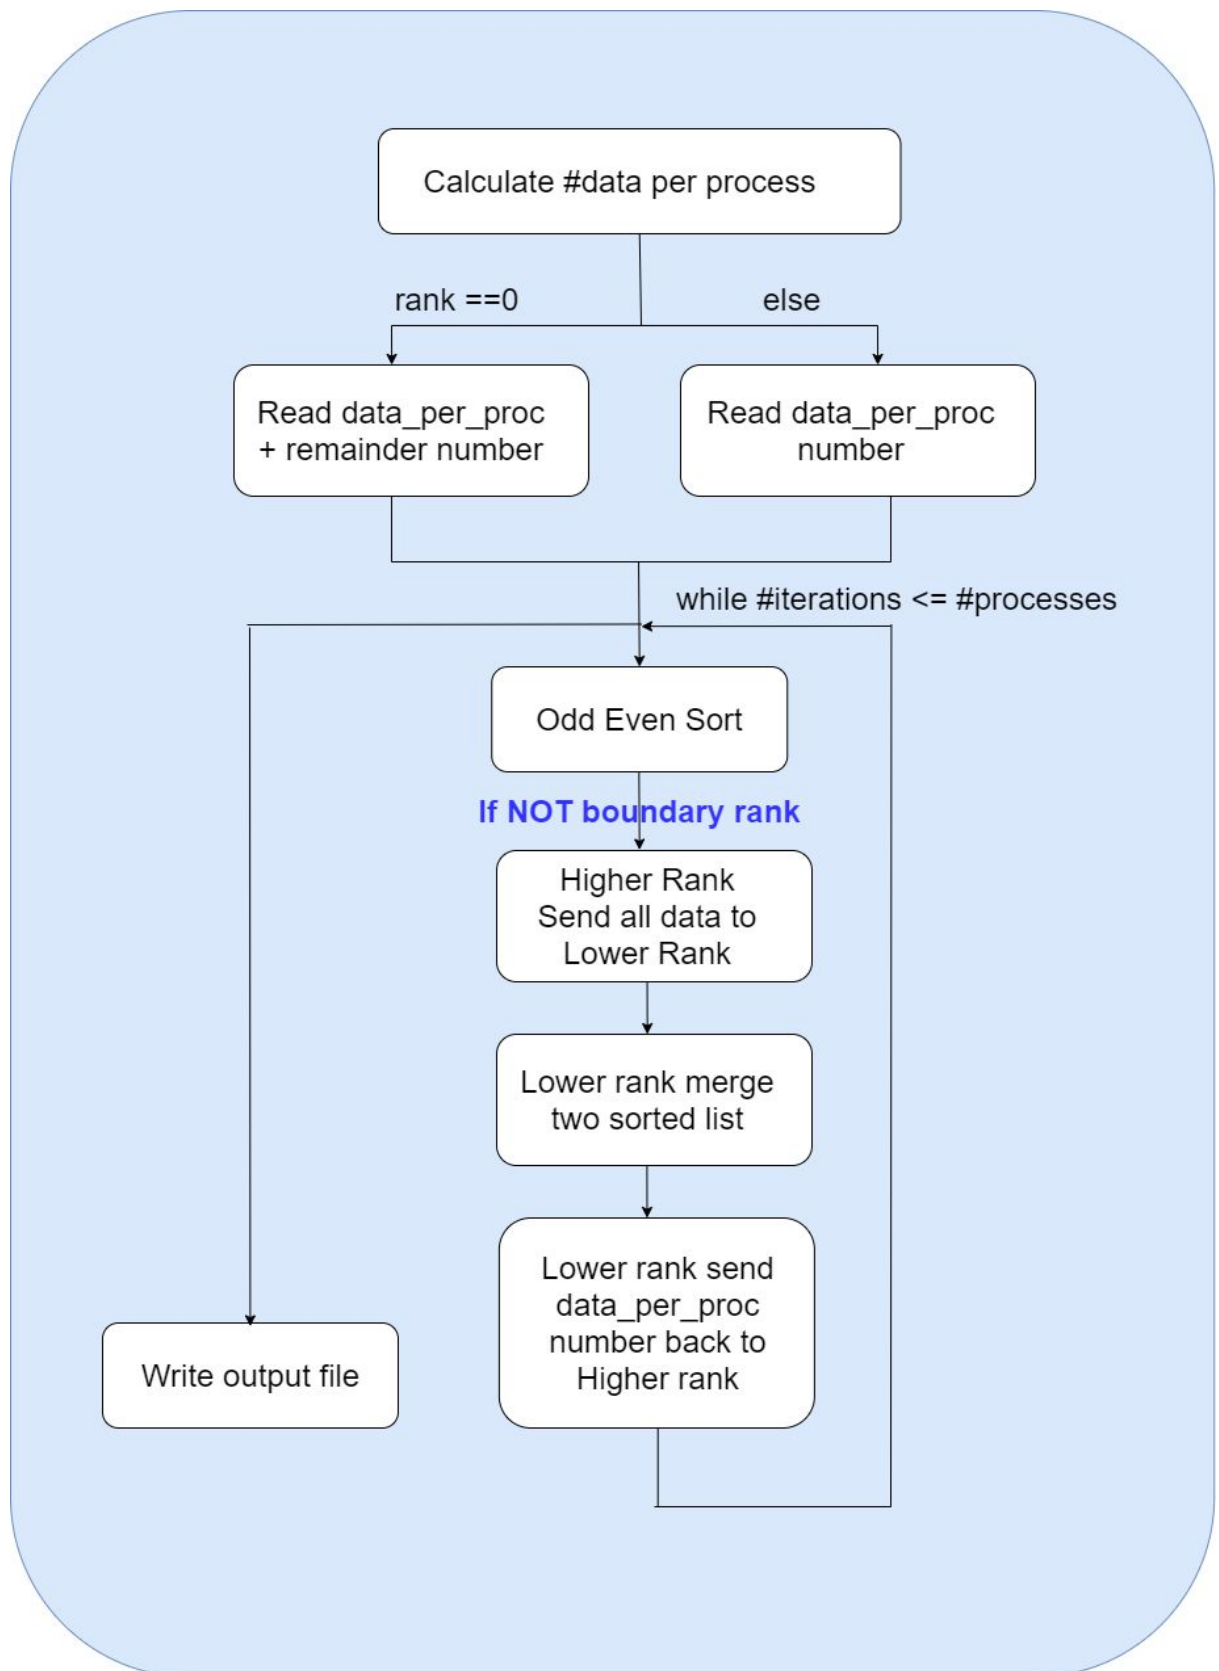 Calculate #data per process
rank ==0
else
Read data_per_proc
+ remainder number
Read data_per_proc
number
while #iterations <= #processes
Odd Even Sort
If NOT boundary rank
Higher Rank
Send all data to
Lower Rank
Lower rank merge
two sorted list
Lower rank send
data_per_proc
number back to
Higher rank
Write output file